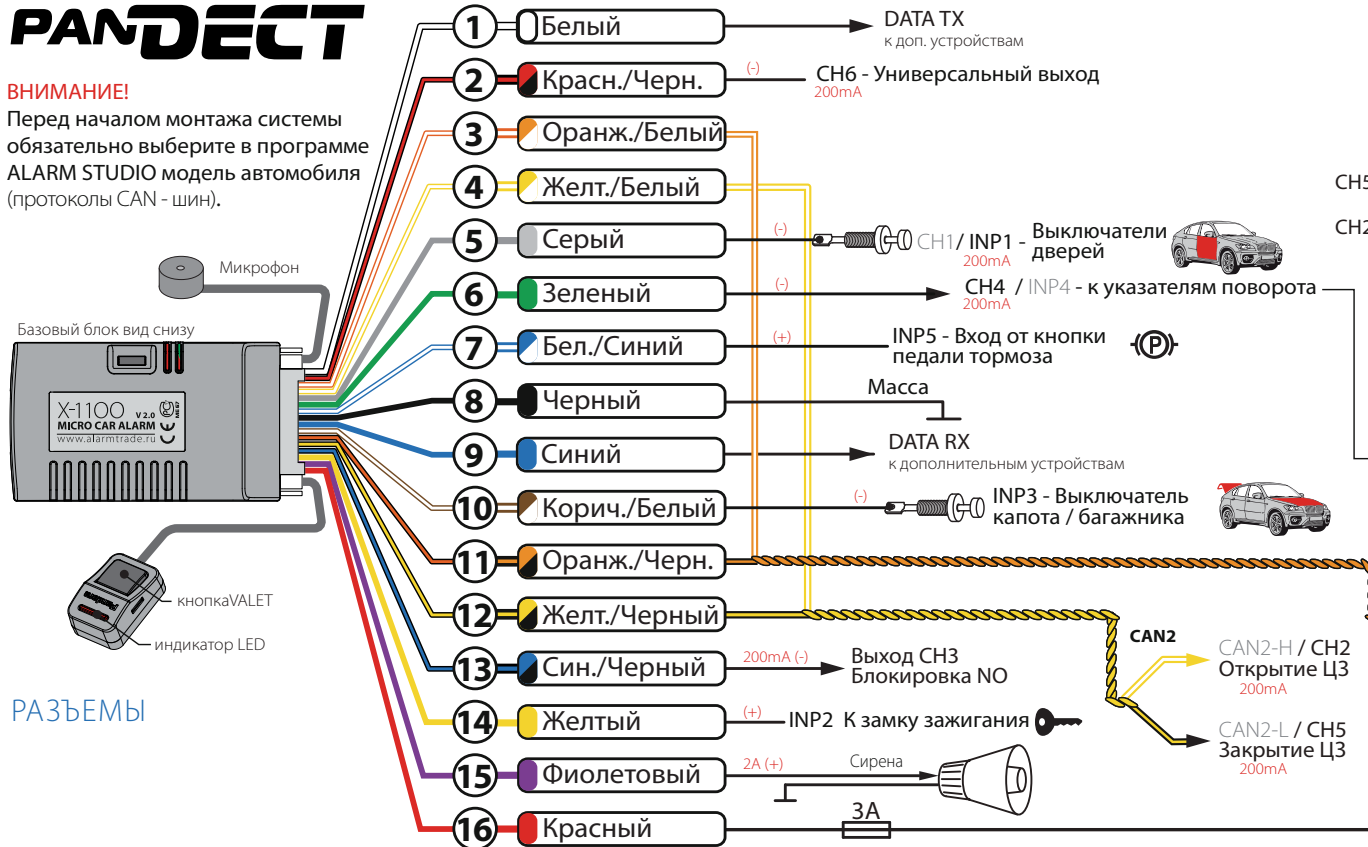 PANDECT
ВНИМАНИЕ!
Перед началом монтажа системы
обязательно выберите в программе
ALARM STUDIO модель автомобиля
(протоколы CAN - шин).
Микрофон
Базовый блок вид снизу
X-1100 V 2.0
MICRO CAR ALARM
www.alarmtrade.ru
кнопкаVALET
индикатор LED
РАЗЪЕМЫ
1 Белый
DATA TX
к доп. устройствам
2 Красн./Черн. (-) CH6 - Универсальный выход
200mA
3 Оранж./Белый
4 Желт./Белый
CH5
CH2
5 Серый (-) CH1/ INP1 - Выключатели
200mA дверей
6 Зеленый (-) CH4 / INP4 - к указателям поворота
200mA
7 Бел./Синий (+) INP5 - Вход от кнопки
педали тормоза
(P)
8 Черный Масса
9 Синий DATA RX
к дополнительным устройствам
10 Корич./Белый (-) INP3 - Выключатель
капота / багажника
11 Оранж./Черн.
12 Желт./Черный
CAN2
CAN2-H / CH2
Открытие ЦЗ
200mA
CAN2-L / CH5
Закрытие ЦЗ
200mA
13 Син./Черный 200mA (-) Выход CH3
Блокировка NO
14 Желтый (+) INP2 К замку зажигания
15 Фиолетовый 2A (+) Сирена
16 Красный 3A